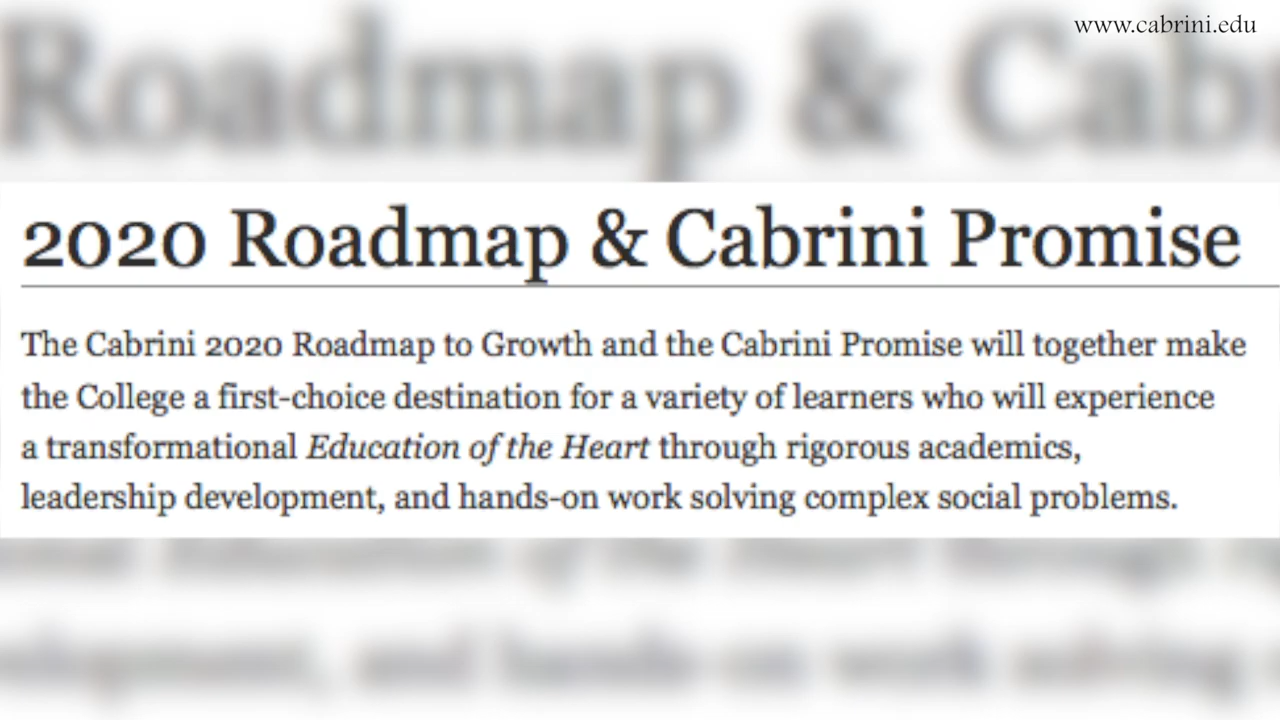 www.cabrini.edu
Roadmap & Cabr
2020 Roadmap & Cabrini Promise
The Cabrini 2020 Roadmap to Growth and the Cabrini Promise will together make
the College a first-choice destination for a variety of learners who will experience
a transformational Education of the Heart through rigorous academics,
leadership development, and hands-on work solving complex social problems.